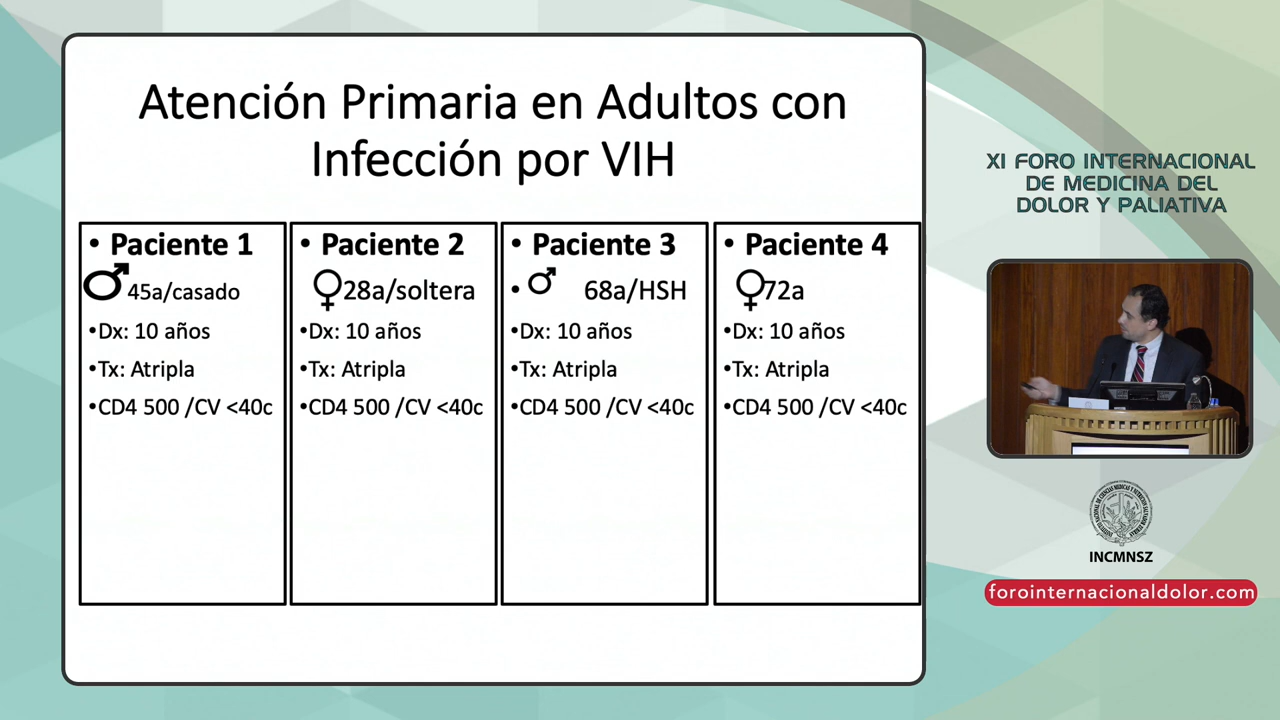 Atención Primaria en Adultos con
Infección por VIH
• Paciente 1
♂ 45a/casado
•Dx: 10 años
•Tx: Atripla
•CD4 500 /CV <40c
• Paciente 2
♀28a/soltera
•Dx: 10 años
•Tx: Atripla
•CD4 500 /CV <40c
• Paciente 3
• ♂ 68a/HSH
•Dx: 10 años
•Tx: Atripla
•CD4 500 /CV <40c
• Paciente 4
♀72a
•Dx: 10 años
•Tx: Atripla
•CD4 500 /CV <40c
XI FORO INTERNACIONAL
DE MEDICINA DEL
DOLOR Y PALIATIVA
INCMNSZ
forointernacionaldolor.com